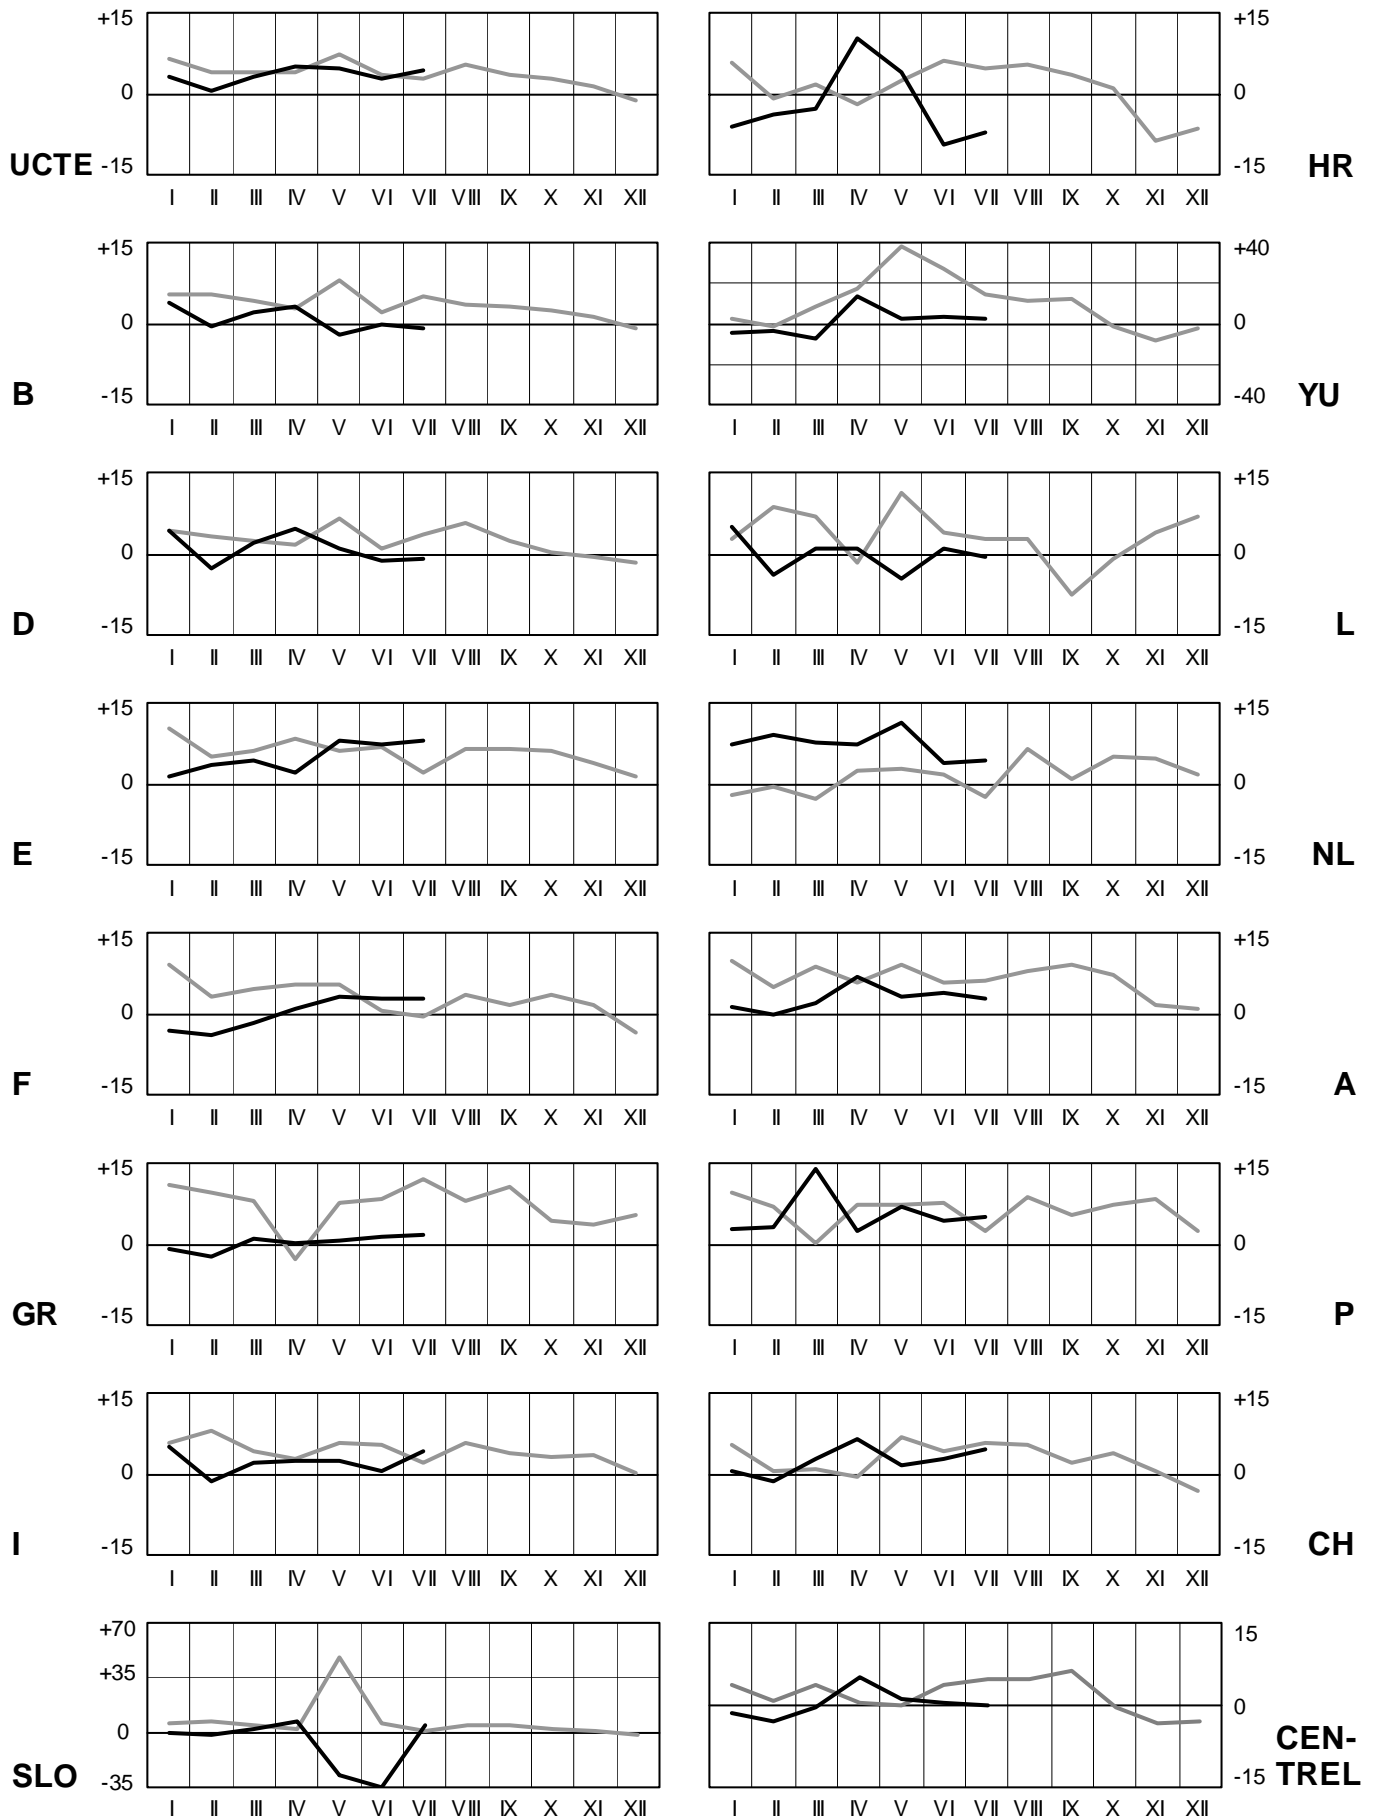 +15
0
UCTE -15
I II III IV V VI VII VIII IX X XI XII
+15
0
-15 HR
I II III IV V VI VII VIII IX X XI XII
+15
0
B -15
I II III IV V VI VII VIII IX X XI XII
+40
0
-40 YU
I II III IV V VI VII VIII IX X XI XII
+15
0
D -15
I II III IV V VI VII VIII IX X XI XII
+15
0
-15 L
I II III IV V VI VII VIII IX X XI XII
+15
0
E -15
I II III IV V VI VII VIII IX X XI XII
+15
0
-15 NL
I II III IV V VI VII VIII IX X XI XII
+15
0
F -15
I II III IV V VI VII VIII IX X XI XII
+15
0
-15 A
I II III IV V VI VII VIII IX X XI XII
+15
0
GR -15
I II III IV V VI VII VIII IX X XI XII
+15
0
-15 P
I II III IV V VI VII VIII IX X XI XII
+15
0
I -15
I II III IV V VI VII VIII IX X XI XII
+15
0
-15 CH
I II III IV V VI VII VIII IX X XI XII
+70
+35
0
SLO -35
I II III IV V VI VII VIII IX X XI XII
15
0
CEN-
-15 TREL
I II III IV V VI VII VIII IX X XI XII